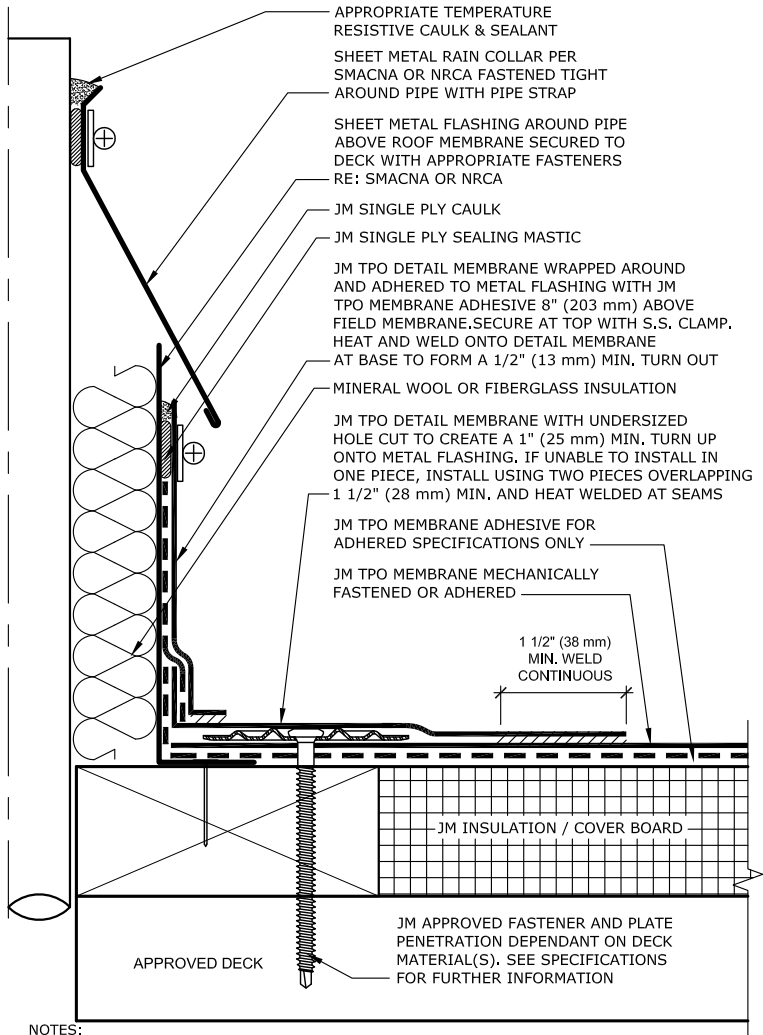 APPROPRIATE TEMPERATURE
RESISTIVE CAULK & SEALANT
SHEET METAL RAIN COLLAR PER
SMACNA OR NRCA FASTENED TIGHT
AROUND PIPE WITH PIPE STRAP
SHEET METAL FLASHING AROUND PIPE
ABOVE ROOF MEMBRANE SECURED TO
DECK WITH APPROPRIATE FASTENERS
RE: SMACNA OR NRCA
JM SINGLE PLY CAULK
JM SINGLE PLY SEALING MASTIC
JM TPO DETAIL MEMBRANE WRAPPED AROUND
AND ADHERED TO METAL FLASHING WITH JM
TPO MEMBRANE ADHESIVE 8" (203 mm) ABOVE
FIELD MEMBRANE.SECURE AT TOP WITH S.S. CLAMP.
HEAT AND WELD ONTO DETAIL MEMBRANE
AT BASE TO FORM A 1/2" (13 mm) MIN. TURN OUT
MINERAL WOOL OR FIBERGLASS INSULATION
JM TPO DETAIL MEMBRANE WITH UNDERSIZED
HOLE CUT TO CREATE A 1" (25 mm) MIN. TURN UP
ONTO METAL FLASHING. IF UNABLE TO INSTALL IN
ONE PIECE, INSTALL USING TWO PIECES OVERLAPPING
1 1/2" (28 mm) MIN. AND HEAT WELDED AT SEAMS
JM TPO MEMBRANE ADHESIVE FOR
ADHERED SPECIFICATIONS ONLY
JM TPO MEMBRANE MECHANICALLY
FASTENED OR ADHERED
1 1/2" (38 mm)
MIN. WELD
CONTINUOUS
JM INSULATION / COVER BOARD
JM APPROVED FASTENER AND PLATE
PENETRATION DEPENDANT ON DECK
MATERIAL(S). SEE SPECIFICATIONS
FOR FURTHER INFORMATION
APPROVED DECK
NOTES: